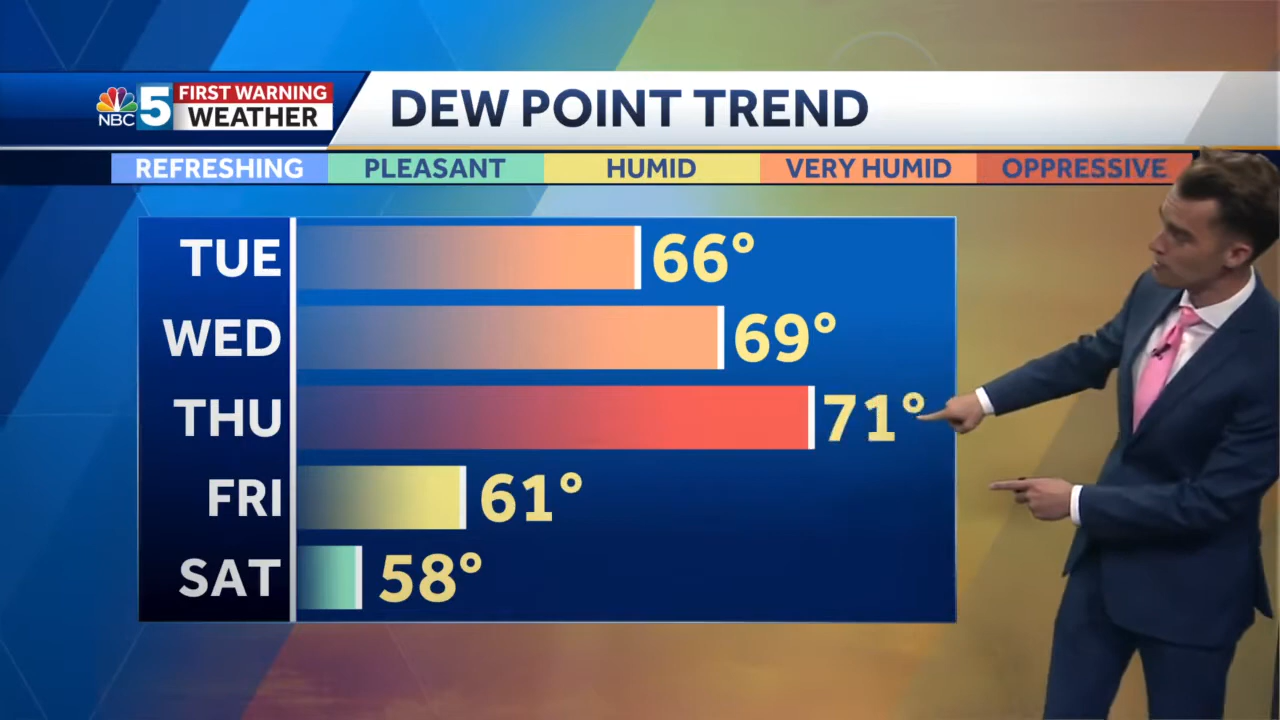 NBC 5 FIRST WARNING
WEATHER
DEW POINT TREND
REFRESHING PLEASANT HUMID VERY HUMID OPPRESSIVE
TUE 66°
WED 69°
THU 71°
FRI 61°
SAT 58°